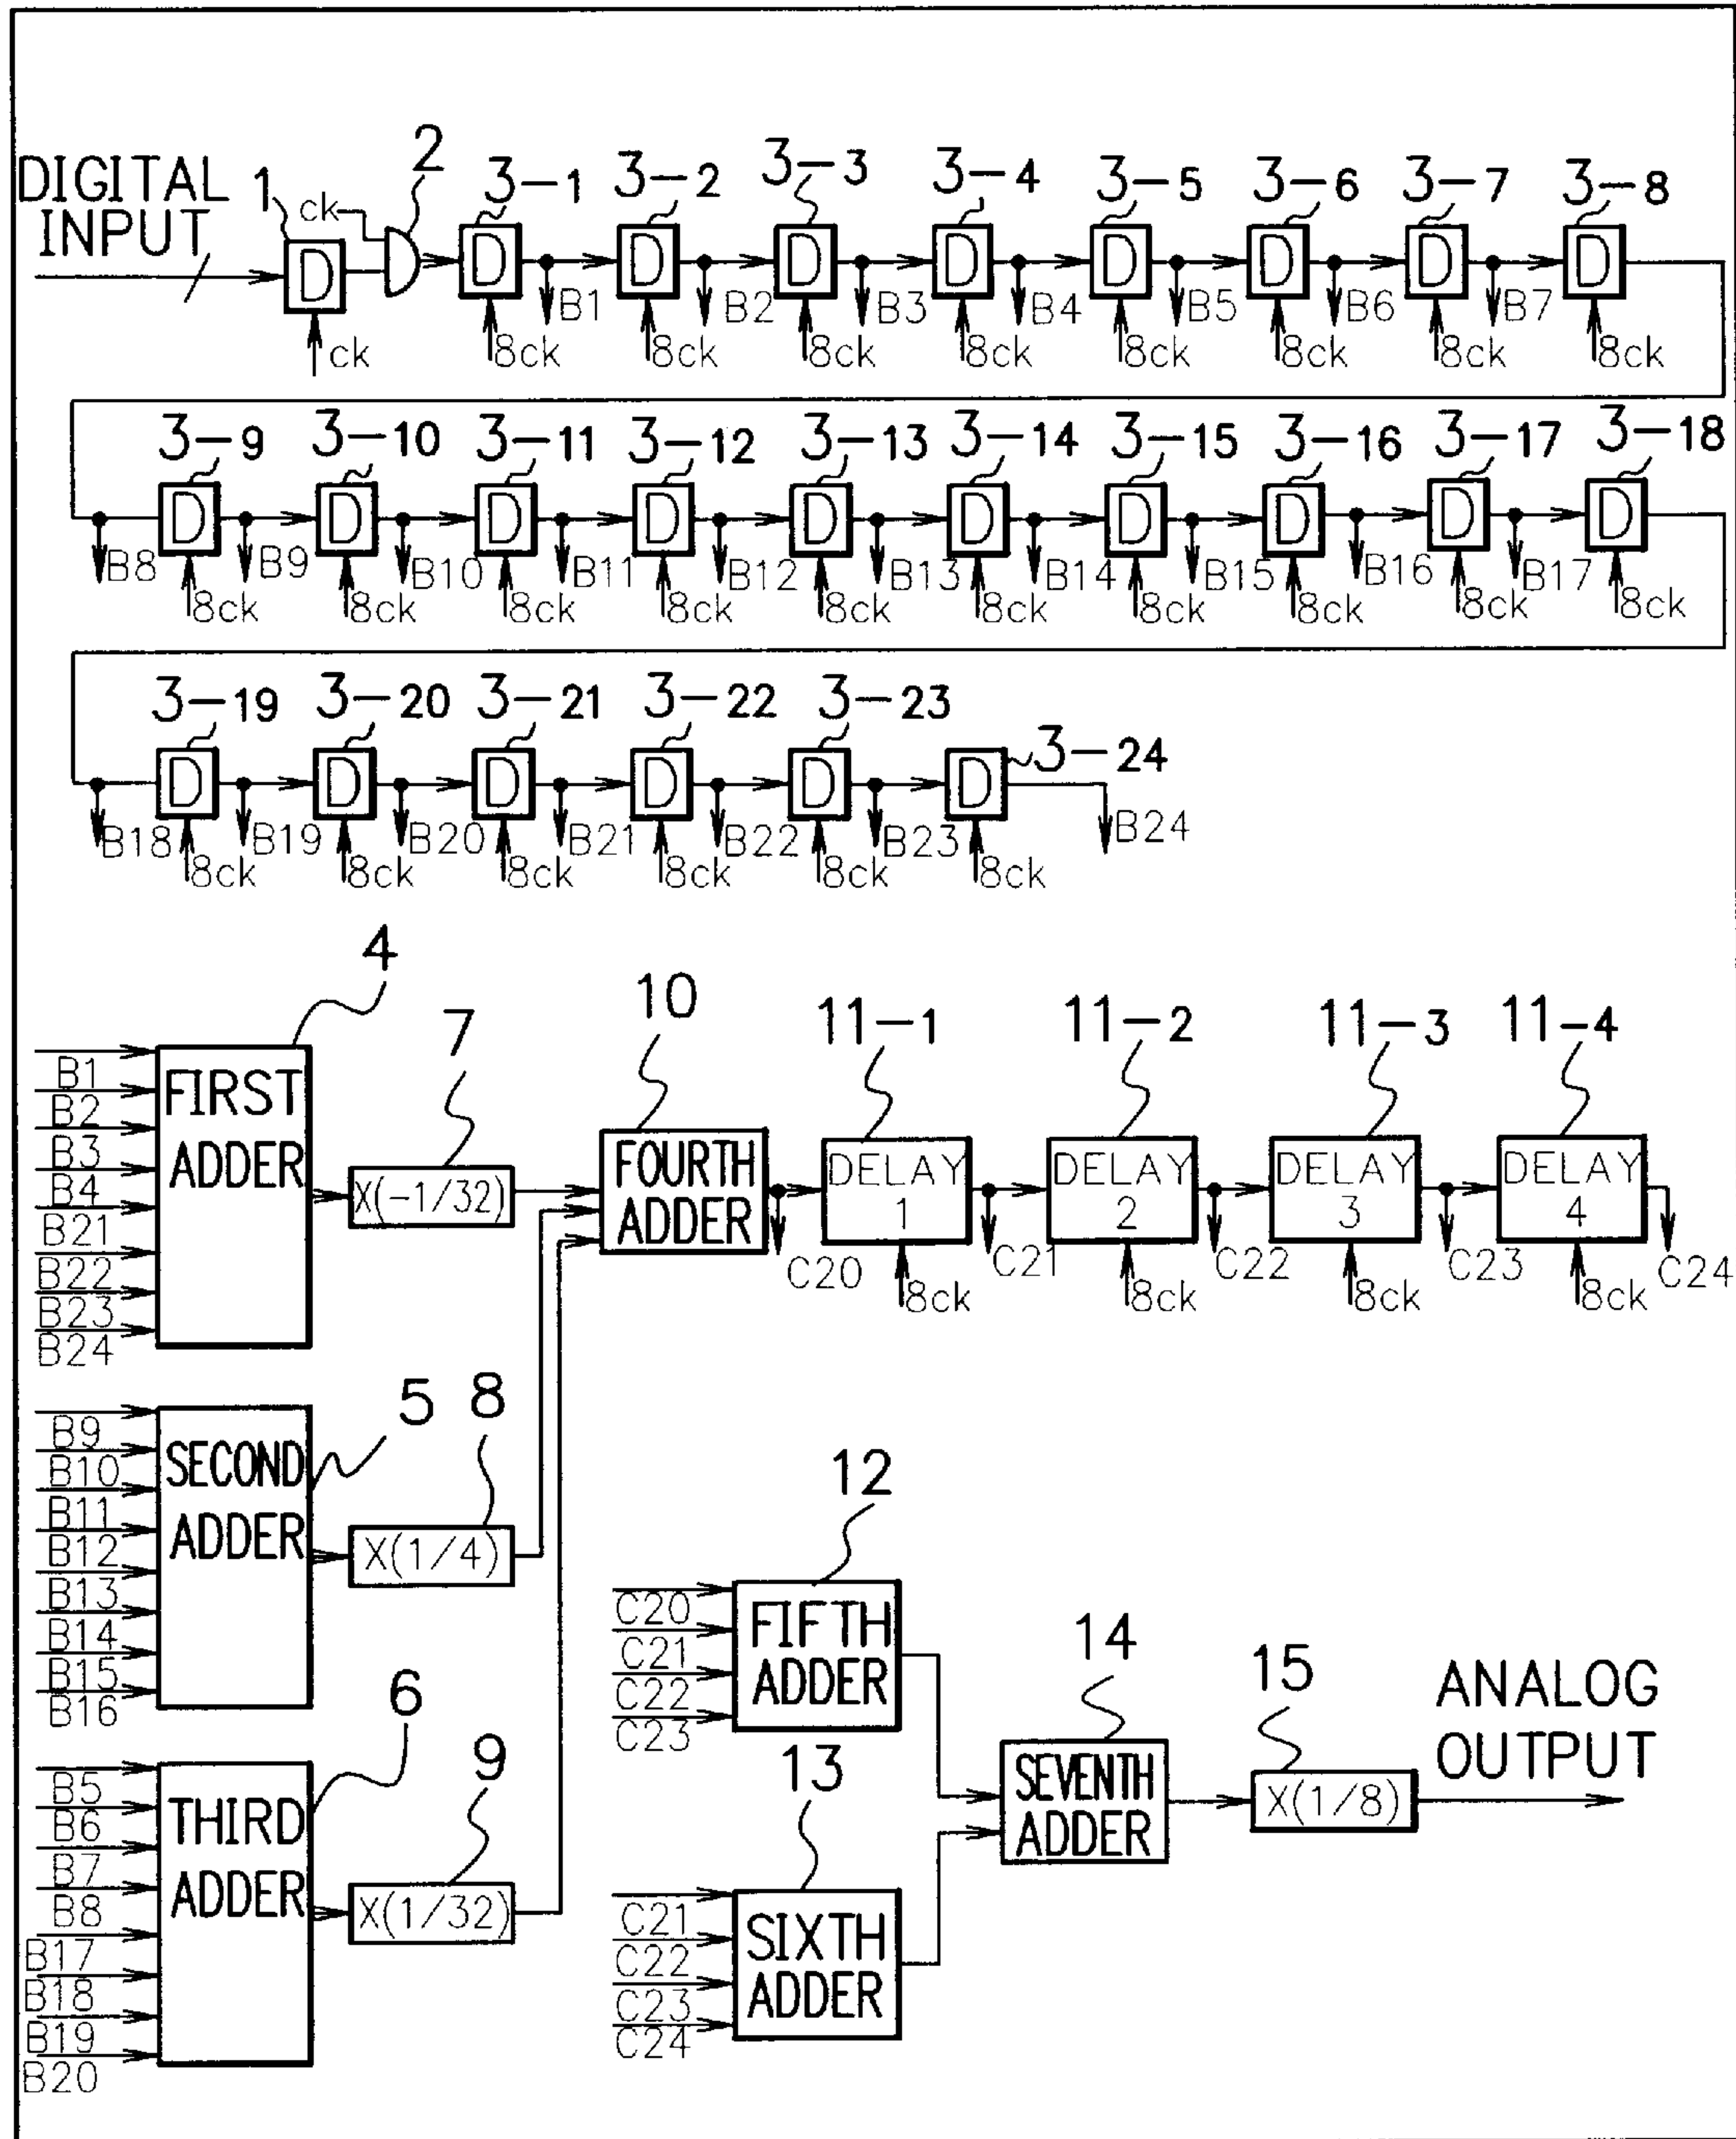 DIGITAL
INPUT
1
ck
2
3-1
3-2
3-3
3-4
3-5
3-6
3-7
3-8
D
D
D
D
D
D
D
D
D
B1
B2
B3
B4
B5
B6
B7
ck
8ck
8ck
8ck
8ck
8ck
8ck
8ck
8ck
3-9
3-10
3-11
3-12
3-13
3-14
3-15
3-16
3-17
3-18
D
D
D
D
D
D
D
D
D
D
B8
B9
B10
B11
B12
B13
B14
B15
B16
B17
8ck
8ck
8ck
8ck
8ck
8ck
8ck
8ck
8ck
8ck
3-19
3-20
3-21
3-22
3-23
3-24
D
D
D
D
D
D
B18
B19
B20
B21
B22
B23
B24
8ck
8ck
8ck
8ck
8ck
8ck
4
B1
B2
B3
B4
B21
B22
B23
B24
FIRST
ADDER
7
X(-1/32)
10
FOURTH
ADDER
C20
11-1
DELAY
1
8ck
C21
11-2
DELAY
2
8ck
C22
11-3
DELAY
3
8ck
C23
11-4
DELAY
4
8ck
C24
5
B9
B10
B11
B12
B13
B14
B15
B16
SECOND
ADDER
8
X(1/4)
6
B5
B6
B7
B8
B17
B18
B19
B20
THIRD
ADDER
9
X(1/32)
12
C20
C21
C22
C23
FIFTH
ADDER
13
C21
C22
C23
C24
SIXTH
ADDER
14
SEVENTH
ADDER
15
X(1/8)
ANALOG
OUTPUT